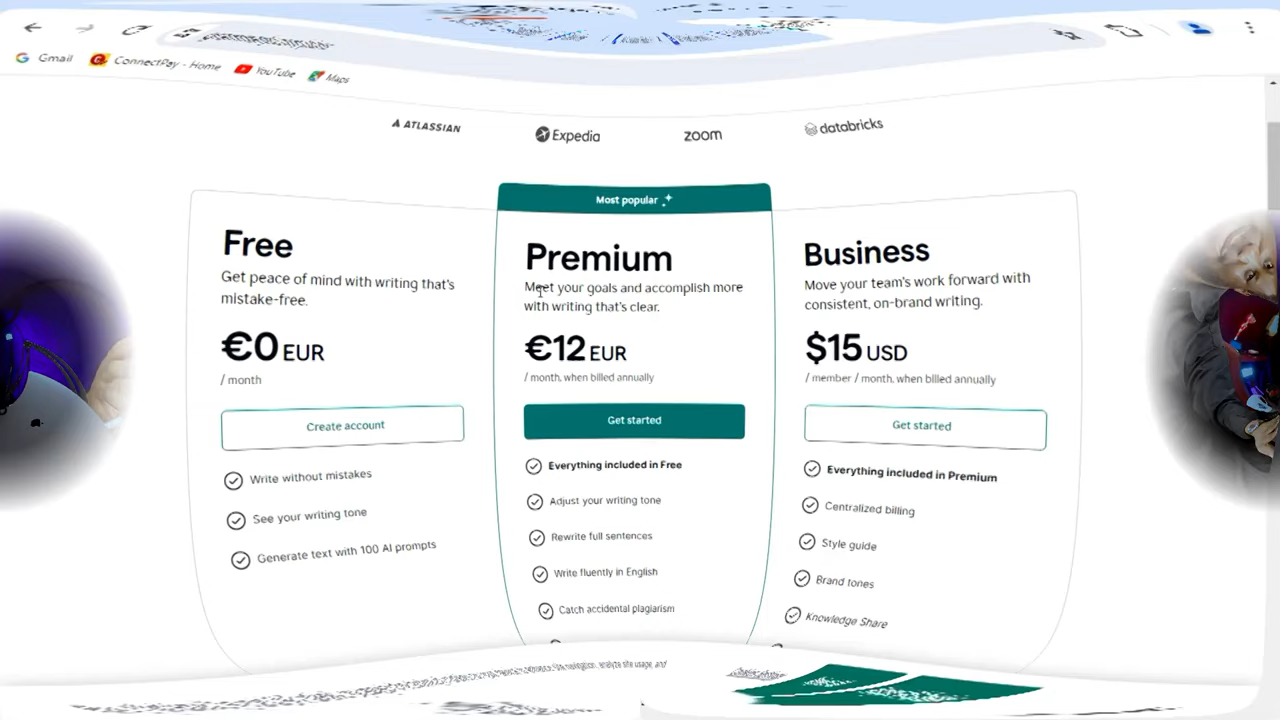 Gmail
ConnectPay - Home
YouTube
Maps
ATLASSIAN
Expedia
zoom
databricks
Most popular
Free
Get peace of mind with writing that's
mistake-free.
€0 EUR
/ month
Create account
Write without mistakes
See your writing tone
Generate text with 100 AI prompts
Premium
Meet your goals and accomplish more
with writing that's clear.
€12 EUR
/ month, when billed annually
Get started
Everything included in Free
Adjust your writing tone
Rewrite full sentences
Write fluently in English
Catch accidental plagiarism
Business
Move your team's work forward with
consistent, on-brand writing.
$15 USD
/ member / month, when billed annually
Get started
Everything included in Premium
Centralized billing
Style guide
Brand tones
Knowledge Share
analyze site usage, and